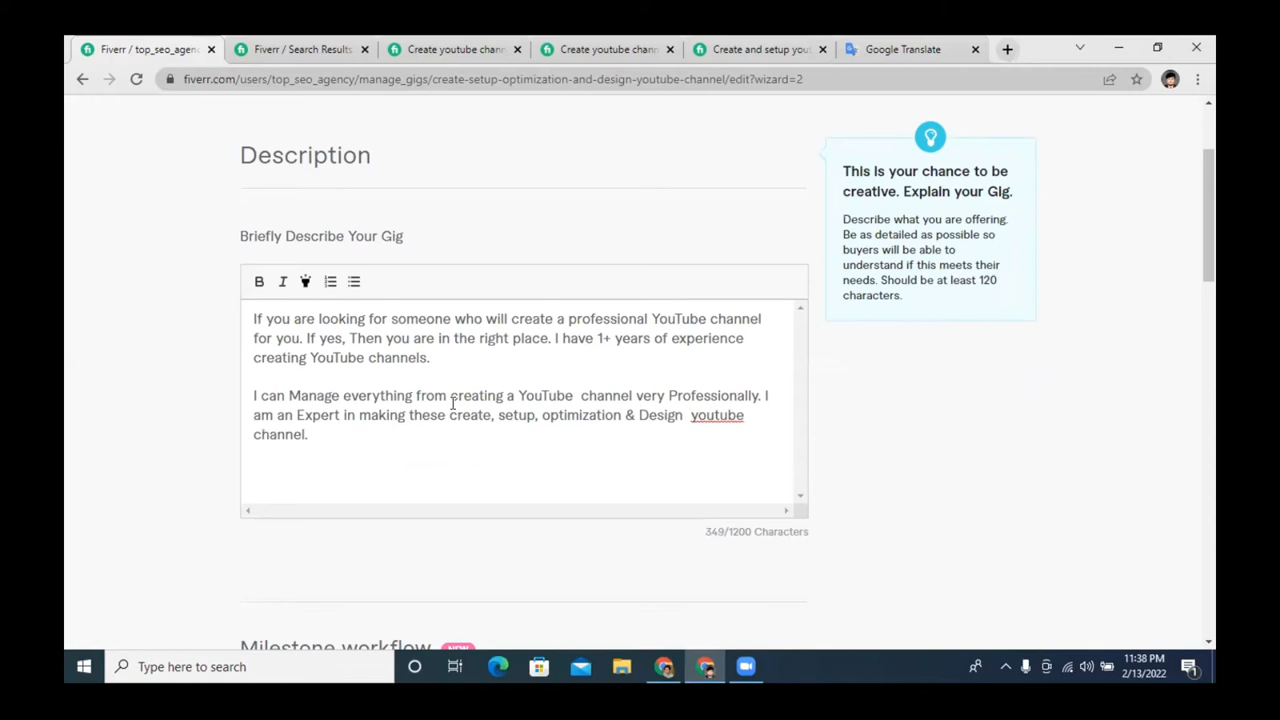 Fiverr / top_seo_agen
Fiverr / Search Results
Create youtube chann
Create youtube chann
Create and setup you
Google Translate
fiverr.com/users/top_seo_agency/manage_gigs/create-setup-optimization-and-design-youtube-channel/edit?wizard=2
Description
Briefly Describe Your Gig
B I
If you are looking for someone who will create a professional YouTube channel
for you. If yes, Then you are in the right place. I have 1+ years of experience
creating YouTube channels.
I can Manage everything from creating a YouTube channel very Professionally. I
am an Expert in making these create, setup, optimization & Design youtube
channel.
349/1200 Characters
This is your chance to be
creative. Explain your Gig.
Describe what you are offering.
Be as detailed as possible so
buyers will be able to
understand if this meets their
needs. Should be at least 120
characters.
Milestone workflow NEW
Type here to search
11:38 PM
2/13/2022
1